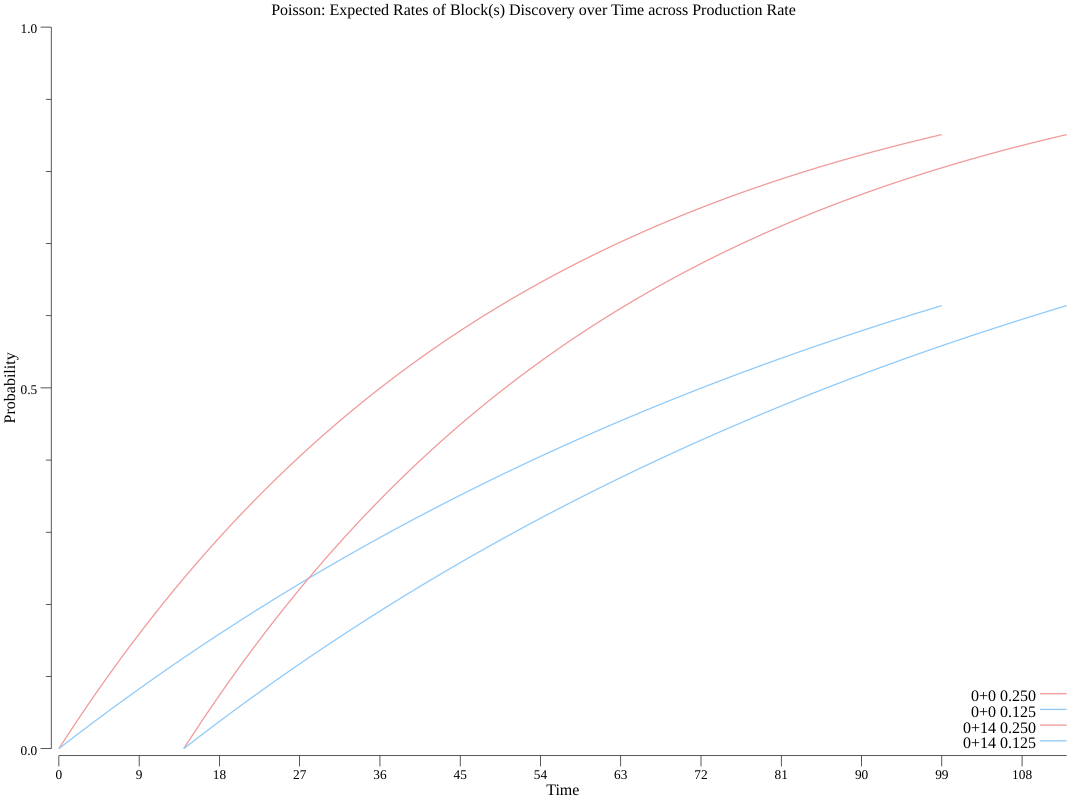 Poisson: Expected Rates of Block(s) Discovery over Time across Production Rate
1.0
Probability
0.5
0.0
0+0 0.250
0+0 0.125
0+14 0.250
0+14 0.125
0 9 18 27 36 45 54 63 72 81 90 99 108
Time